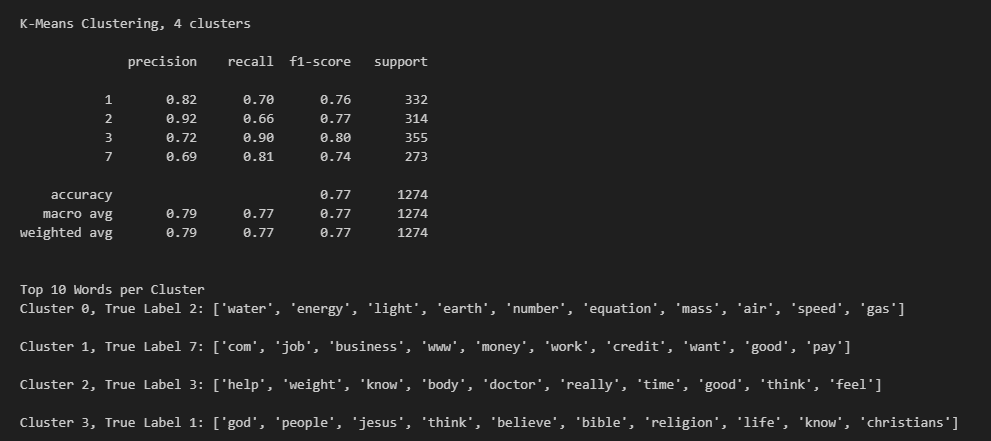 K-Means Clustering, 4 clusters
precision recall f1-score support
1 0.82 0.70 0.76 332
2 0.92 0.66 0.77 314
3 0.72 0.90 0.80 355
7 0.69 0.81 0.74 273
accuracy 0.77 1274
macro avg 0.79 0.77 0.77 1274
weighted avg 0.79 0.77 0.77 1274
Top 10 Words per Cluster
Cluster 0, True Label 2: ['water', 'energy', 'light', 'earth', 'number', 'equation', 'mass', 'air', 'speed', 'gas']
Cluster 1, True Label 7: ['com', 'job', 'business', 'www', 'money', 'work', 'credit', 'want', 'good', 'pay']
Cluster 2, True Label 3: ['help', 'weight', 'know', 'body', 'doctor', 'really', 'time', 'good', 'think', 'feel']
Cluster 3, True Label 1: ['god', 'people', 'jesus', 'think', 'believe', 'bible', 'religion', 'life', 'know', 'christians']